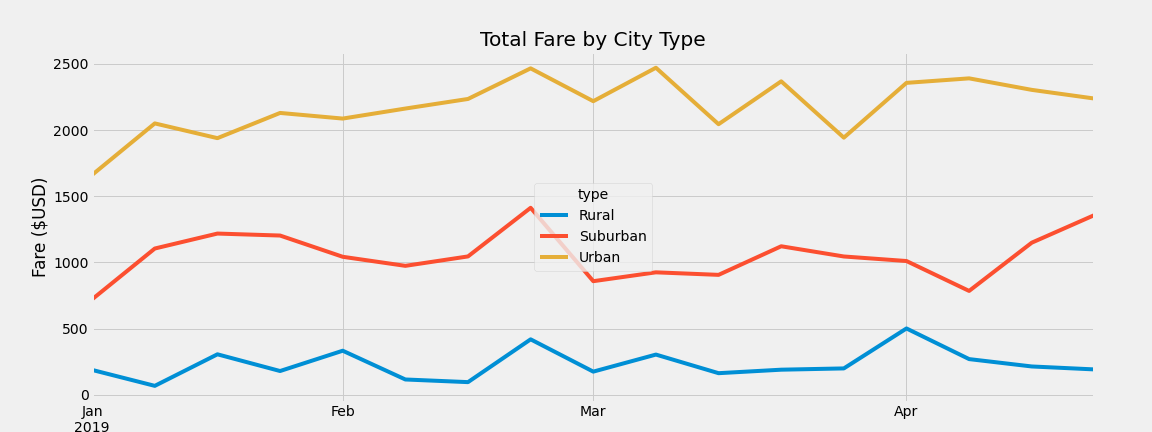 Total Fare by City Type
Fare ($USD)
2500
2000
1500
1000
500
0
type
Rural
Suburban
Urban
Jan
2019
Feb
Mar
Apr